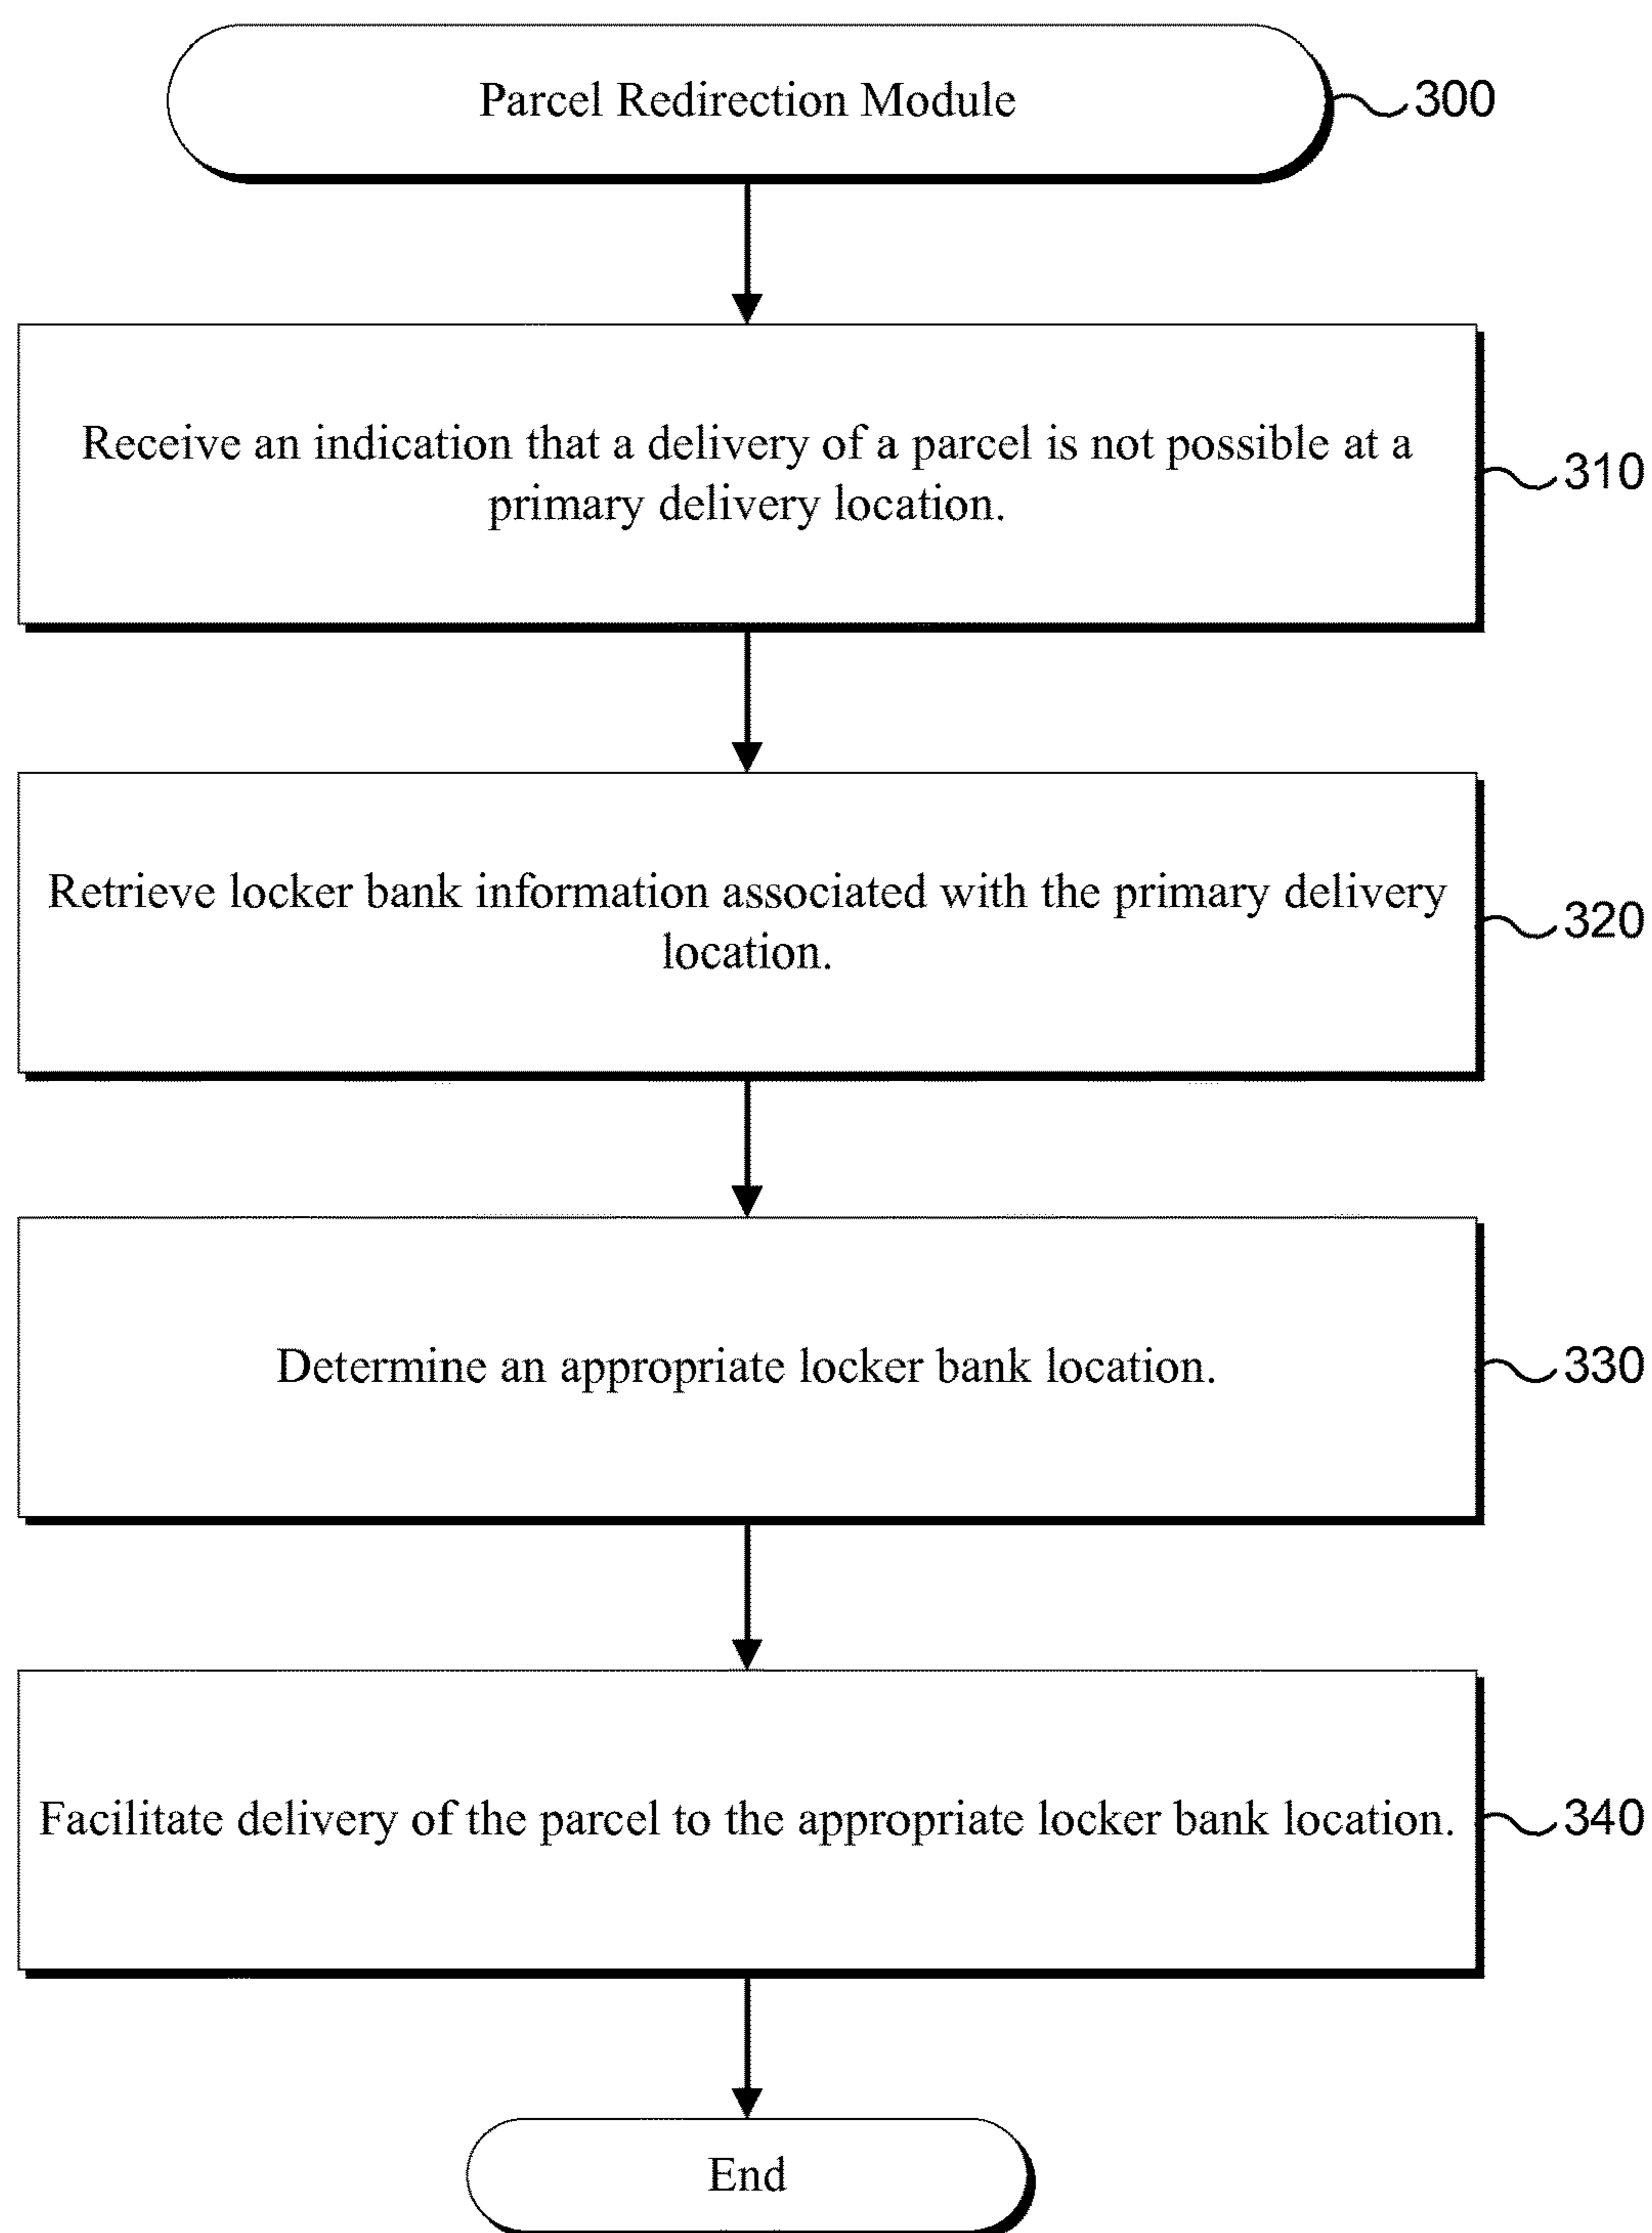 Parcel Redirection Module
300
Receive an indication that a delivery of a parcel is not possible at a
primary delivery location.
310
Retrieve locker bank information associated with the primary delivery
location.
320
Determine an appropriate locker bank location.
330
Facilitate delivery of the parcel to the appropriate locker bank location.
340
End